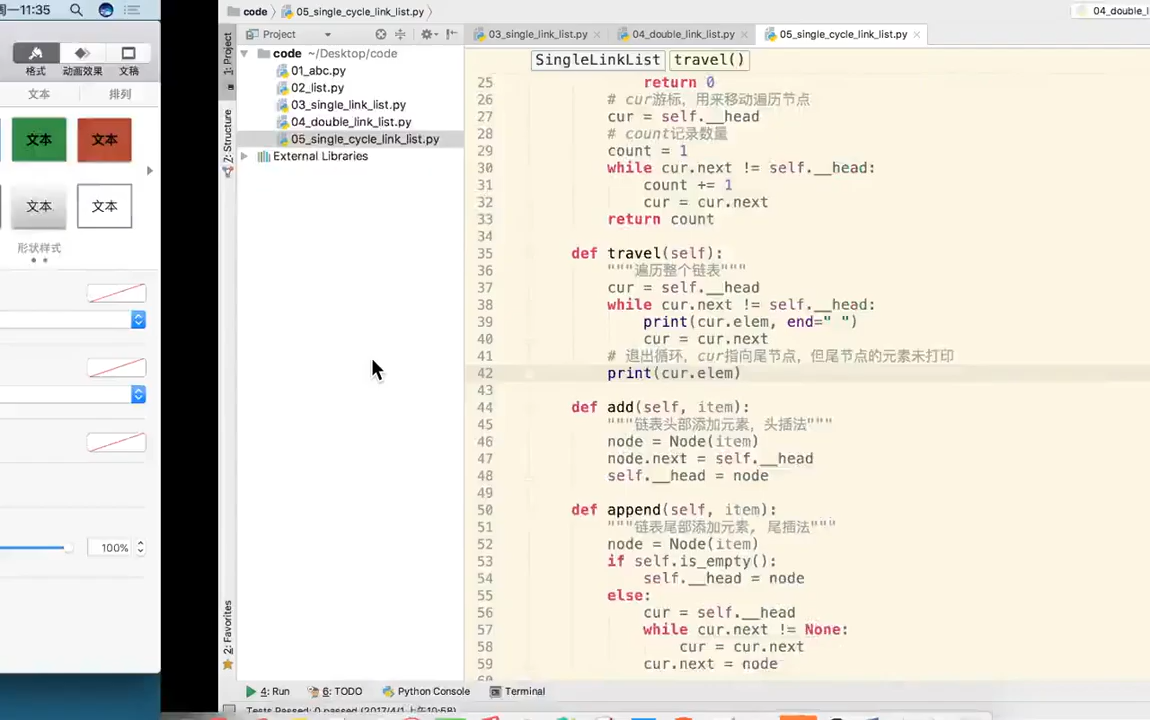 一11:35
格式
动画效果
文稿
文本
排列
文本
文本
文本
文本
形状样式
100%
code
05_single_cycle_link_list.py
04_double_l
1: Project
Project
03_single_link_list.py
04_double_link_list.py
05_single_cycle_link_list.py
code ~/Desktop/code
01_abc.py
02_list.py
03_single_link_list.py
04_double_link_list.py
05_single_cycle_link_list.py
External Libraries
Z: Structure
2: Favorites
SingleLinkList
travel()
25 return 0
26 # cur游标，用来移动遍历节点
27 cur = self.__head
28 # count记录数量
29 count = 1
30 while cur.next != self.__head:
31 count += 1
32 cur = cur.next
33 return count
34
35 def travel(self):
36 """遍历整个链表"""
37 cur = self.__head
38 while cur.next != self.__head:
39 print(cur.elem, end=" ")
40 cur = cur.next
41 # 退出循环，cur指向尾节点，但尾节点的元素未打印
42 print(cur.elem)
43
44 def add(self, item):
45 """链表头部添加元素，头插法"""
46 node = Node(item)
47 node.next = self.__head
48 self.__head = node
49
50 def append(self, item):
51 """链表尾部添加元素, 尾插法"""
52 node = Node(item)
53 if self.is_empty():
54 self.__head = node
55 else:
56 cur = self.__head
57 while cur.next != None:
58 cur = cur.next
59 cur.next = node
4: Run
6: TODO
Python Console
Terminal
Tests Passed: 0 passed (2017/4/1 上午10:58)